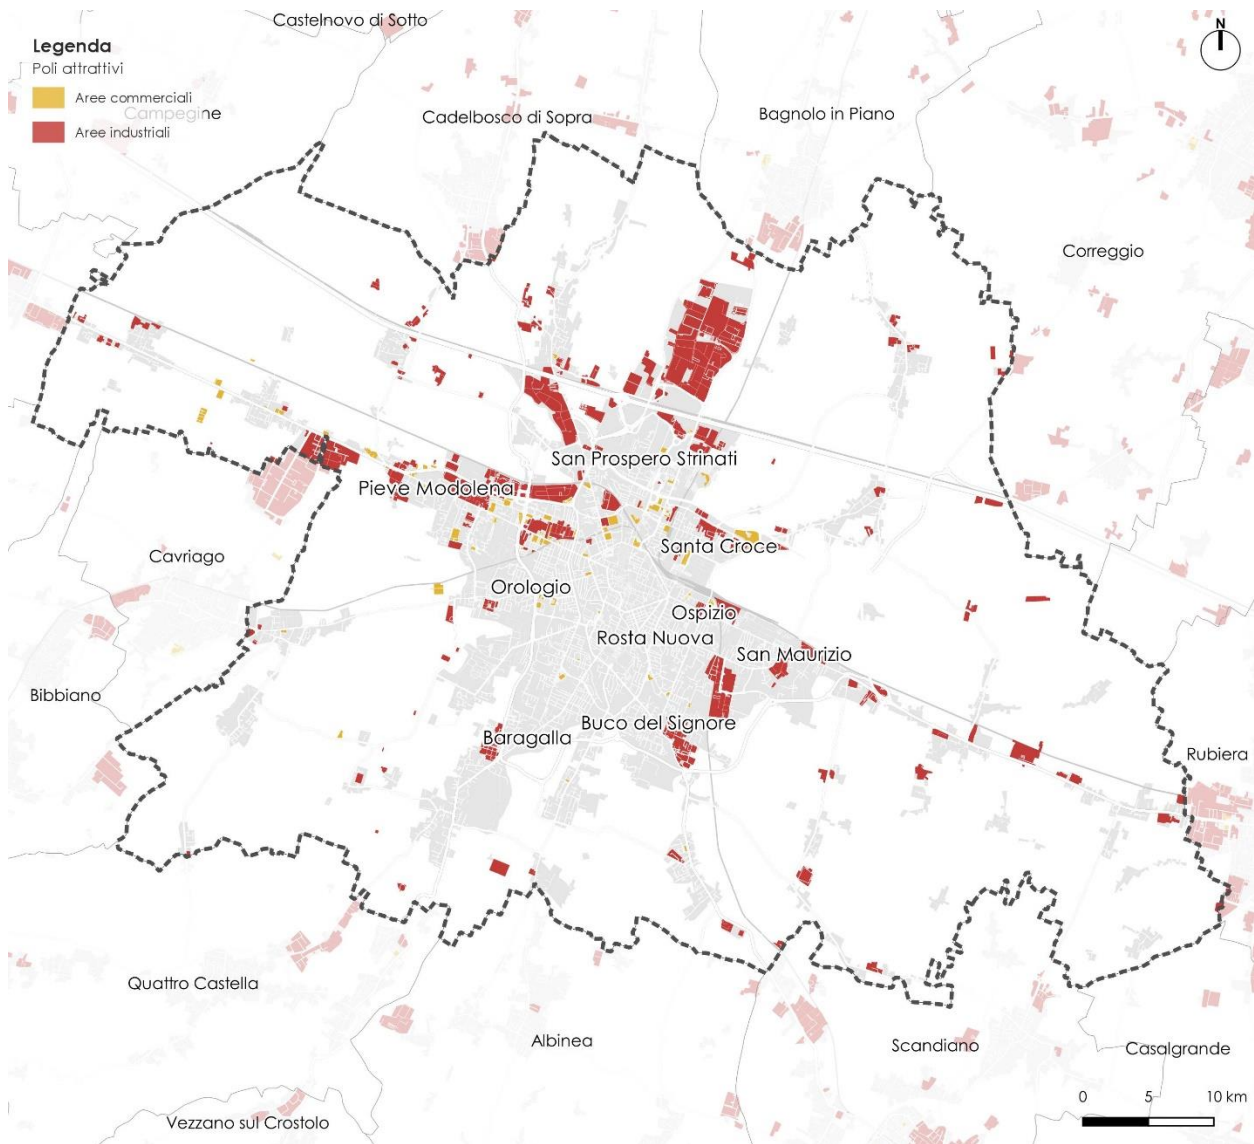 Castelnovo di Sotto
N
Legenda
Poli attrattivi
Aree commerciali
Campegine
Aree industriali
Cadelbosco di Sopra
Bagnolo in Piano
Correggio
San Prospero Strinati
Pieve Modolena
Cavriago
Santa Croce
Orologio
Ospizio
Rosta Nuova
San Maurizio
Bibbiano
Buco del Signore
Baragalla
Rubiera
Quattro Castella
Albinea
Scandiano
Casalgrande
0 5 10 km
Vezzano sul Crostolo